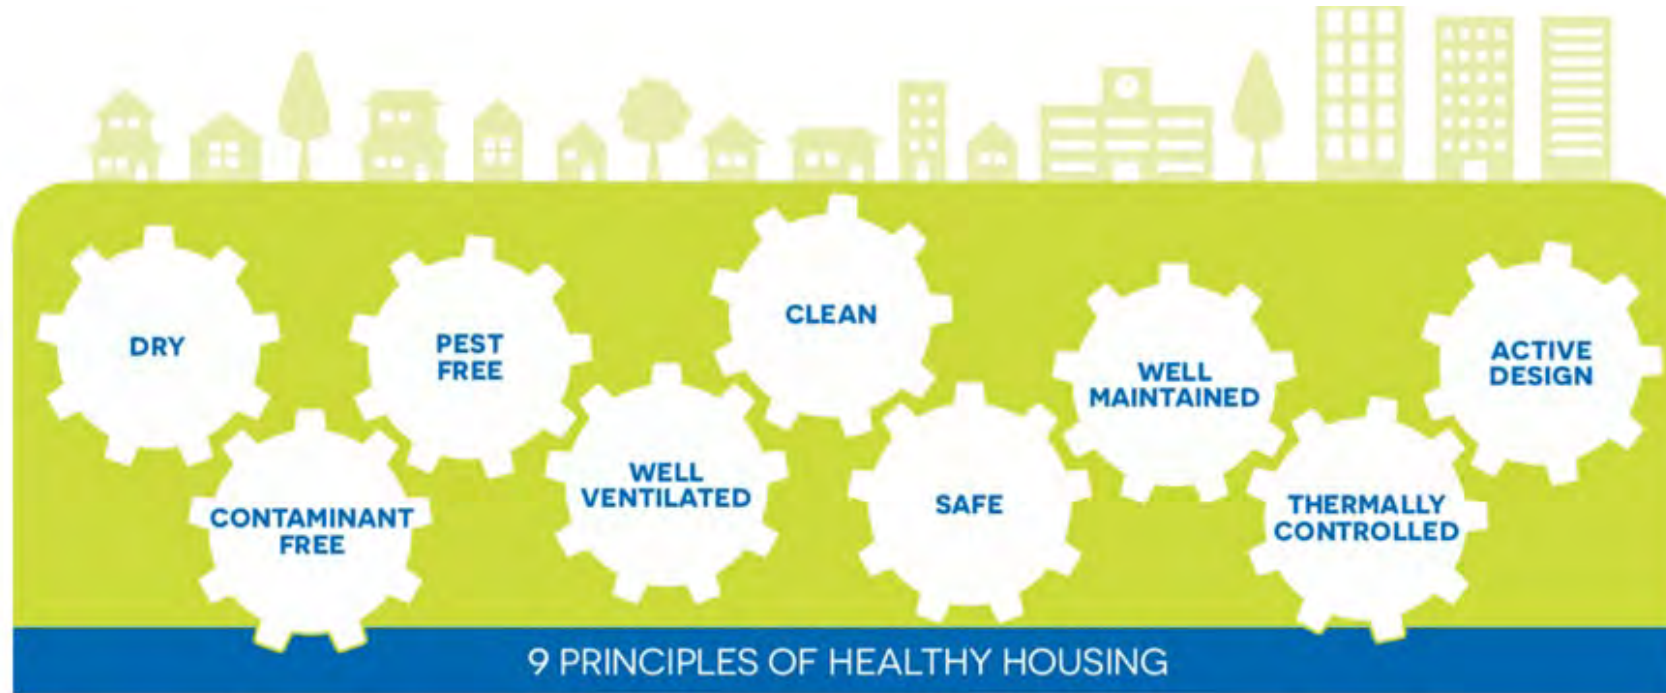 DRY
CONTAMINANT
FREE
PEST
FREE
WELL
VENTILATED
CLEAN
SAFE
WELL
MAINTAINED
THERMALLY
CONTROLLED
ACTIVE
DESIGN
9 PRINCIPLES OF HEALTHY HOUSING